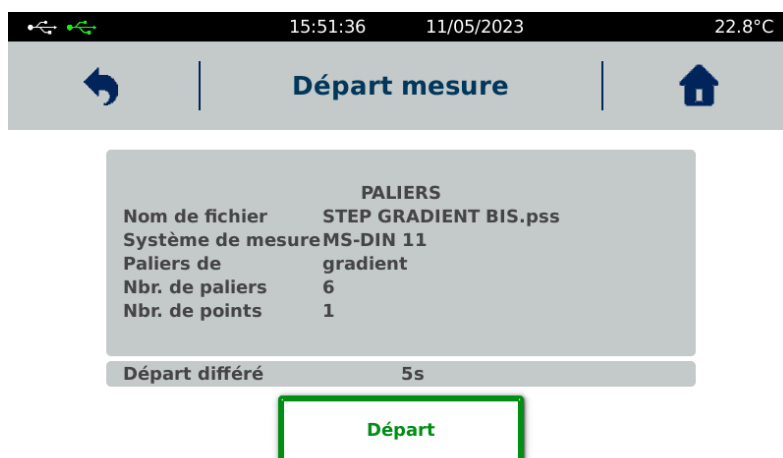 15:51:36 11/05/2023 22.8°C
Départ mesure
PALIERS
Nom de fichier STEP GRADIENT BIS.pss
Système de mesure MS-DIN 11
Paliers de gradient
Nbr. de paliers 6
Nbr. de points 1
Départ différé 5s
Départ